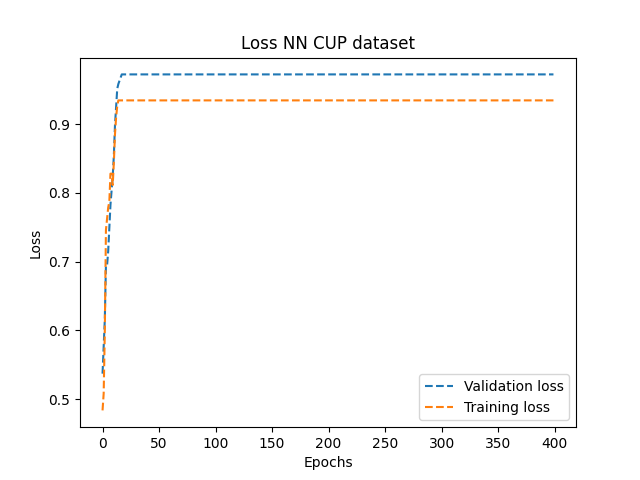 Loss NN CUP dataset
Loss
0.9
0.8
0.7
0.6
0.5
0 50 100 150 200 250 300 350 400
Epochs
Validation loss
Training loss